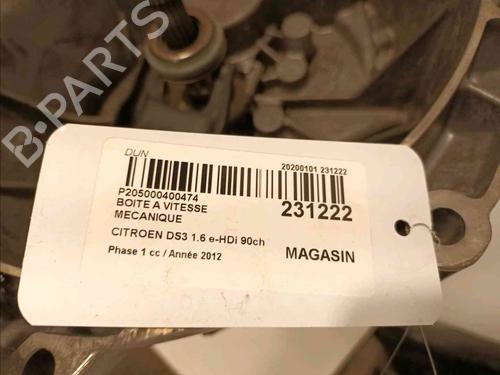 B-PARTS
DUN
20200101 231222
P205000400474
BOITE A VITESSE
MECANIQUE
231222
CITROEN DS3 1.6 e-HDi 90ch
Phase 1 cc / Année 2012
MAGASIN